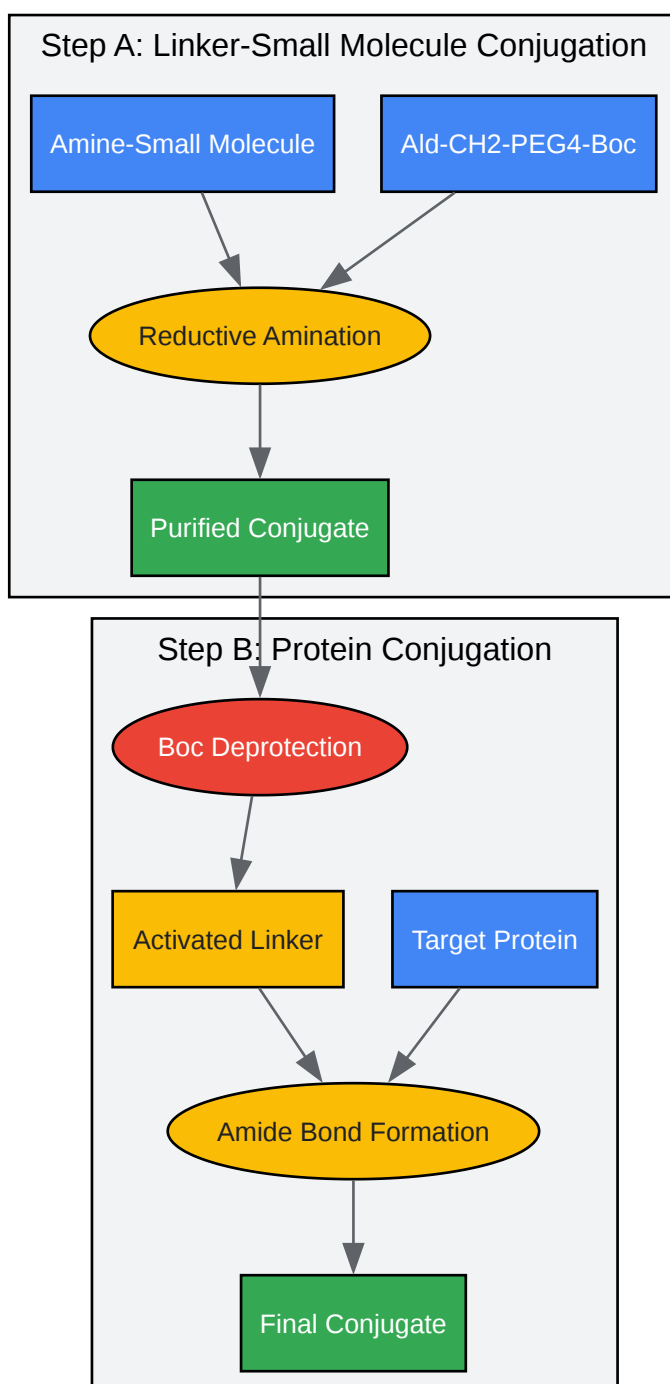 Step A: Linker-Small Molecule Conjugation
Amine-Small Molecule
Ald-CH2-PEG4-Boc
Reductive Amination
Purified Conjugate
Step B: Protein Conjugation
Boc Deprotection
Activated Linker
Target Protein
Amide Bond Formation
Final Conjugate